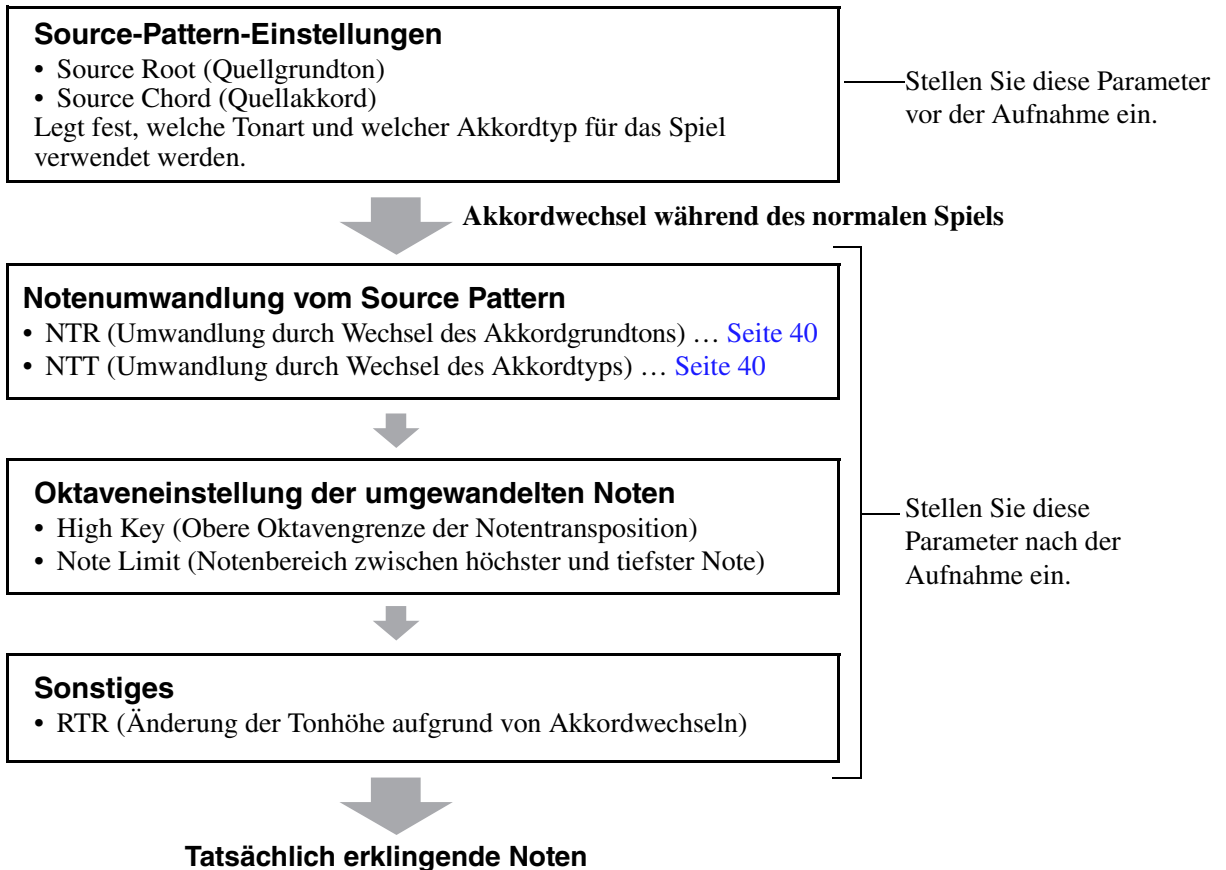 Source-Pattern-Einstellungen
• Source Root (Quellgrundton)
• Source Chord (Quellakkord)
Legt fest, welche Tonart und welcher Akkordtyp für das Spiel
verwendet werden.
Stellen Sie diese Parameter
vor der Aufnahme ein.
Akkordwechsel während des normalen Spiels
Notenumwandlung vom Source Pattern
• NTR (Umwandlung durch Wechsel des Akkordgrundtons) … Seite 40
• NTT (Umwandlung durch Wechsel des Akkordtyps) … Seite 40
Oktaveneinstellung der umgewandelten Noten
• High Key (Obere Oktavengrenze der Notentransposition)
• Note Limit (Notenbereich zwischen höchster und tiefster Note)
Stellen Sie diese
Parameter nach der
Aufnahme ein.
Sonstiges
• RTR (Änderung der Tonhöhe aufgrund von Akkordwechseln)
Tatsächlich erklingende Noten